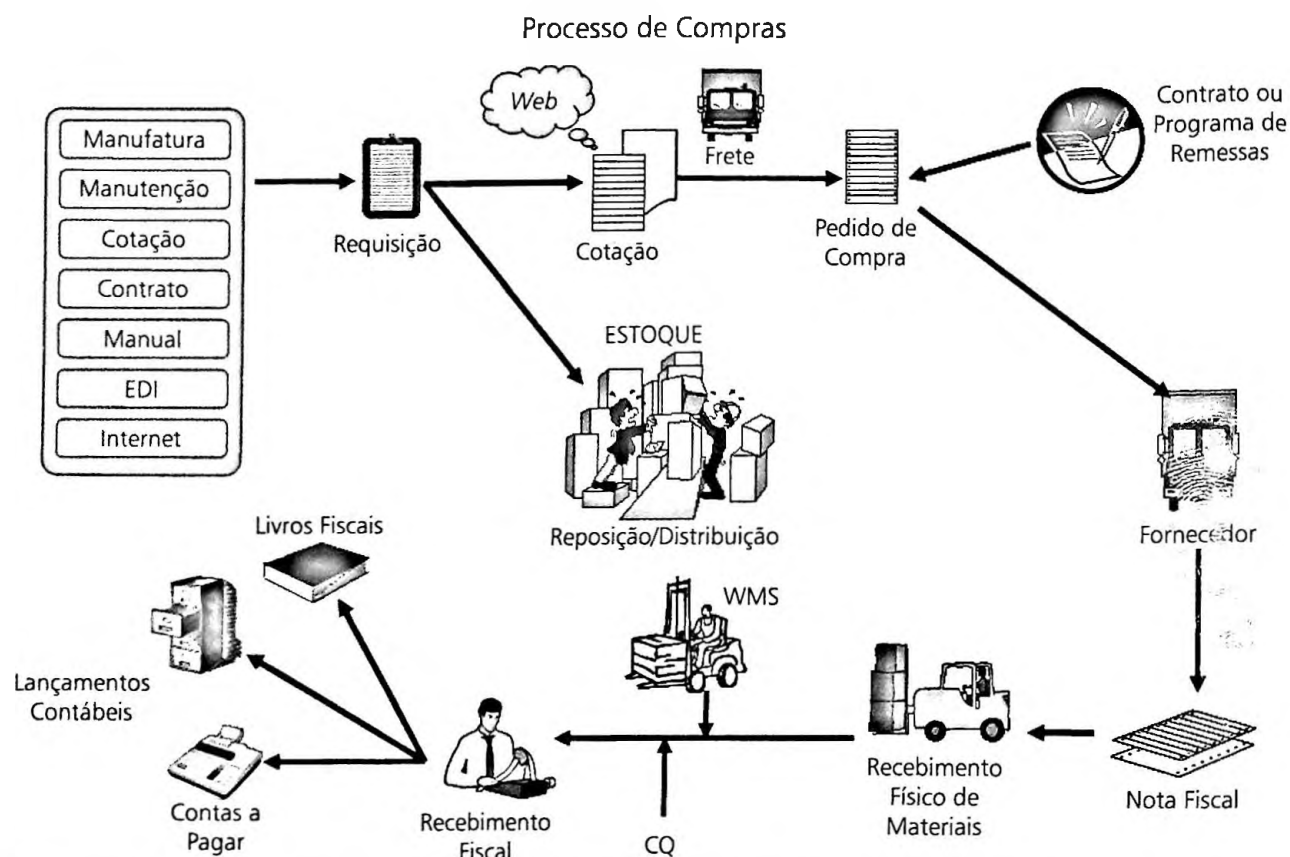 Processo de Compras
Manufatura
Manutenção
Cotação
Contrato
Manual
EDI
Internet
Requisição
Web
Cotação
Frete
Pedido de
Compra
Contrato ou
Programa de
Remessas
ESTOQUE
Reposição/Distribuição
Fornecedor
Livros Fiscais
WMS
Lançamentos
Contábeis
Contas a
Pagar
Recebimento
Fiscal
CQ
Recebimento
Físico de
Materiais
Nota Fiscal